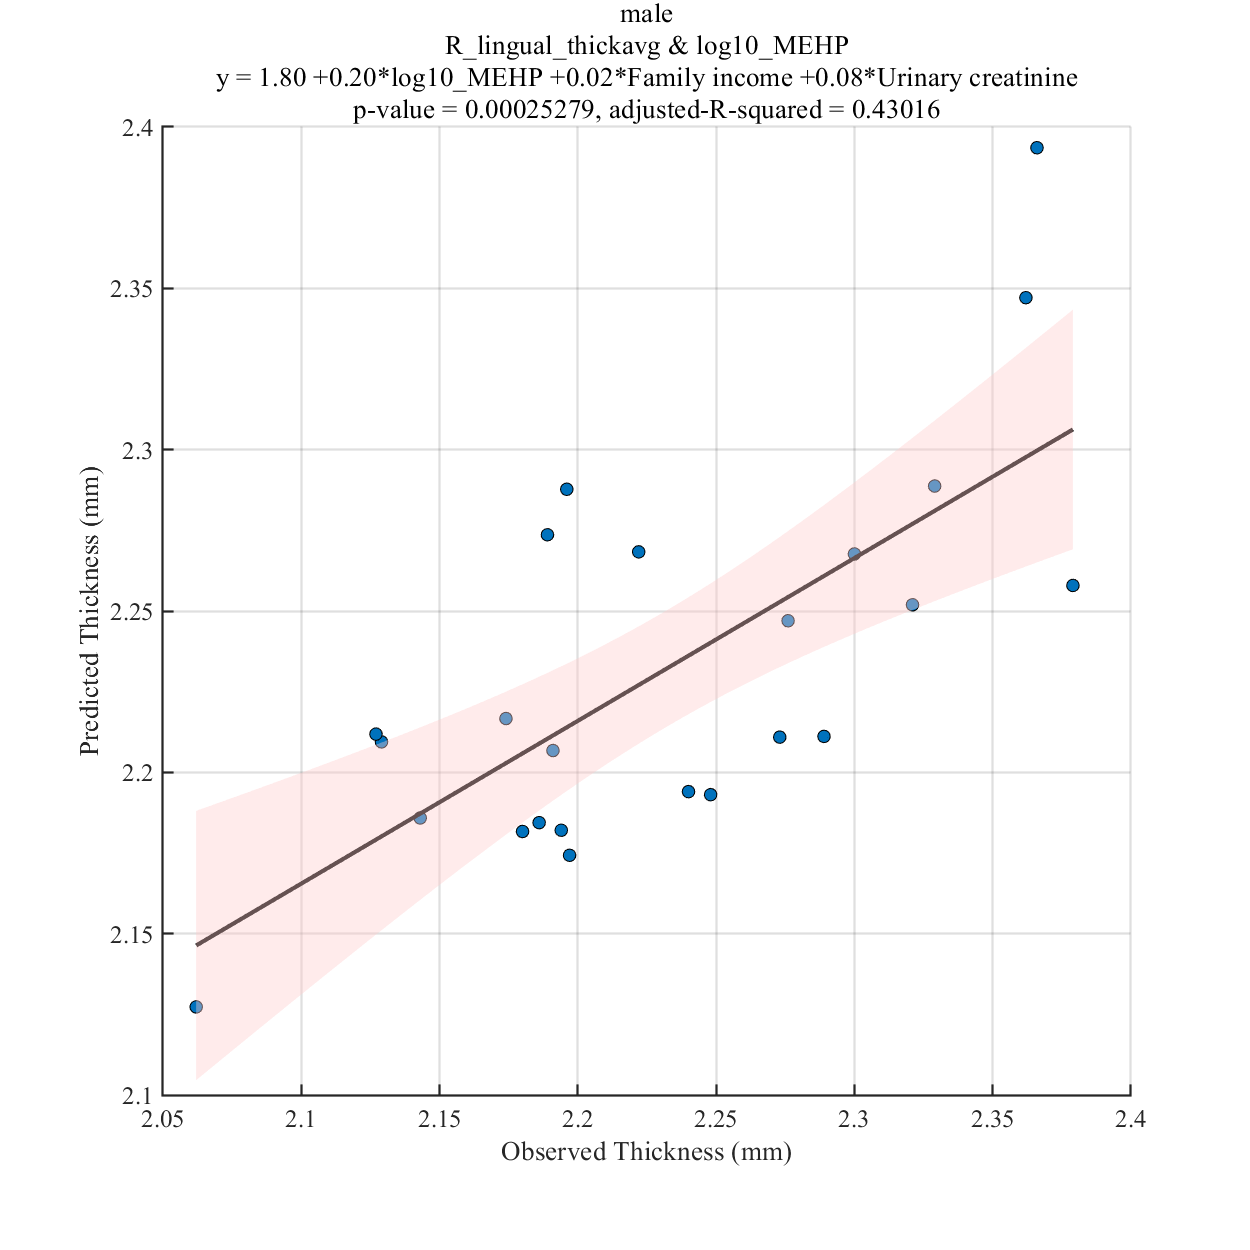 male
R_lingual_thickavg & log10_MEHP
y = 1.80 +0.20*log10_MEHP +0.02*Family income +0.08*Urinary creatinine
p-value = 0.00025279, adjusted-R-squared = 0.43016
2.4
2.35
2.3
2.25
2.2
2.15
2.1
Predicted Thickness (mm)
2.05 2.1 2.15 2.2 2.25 2.3 2.35 2.4
Observed Thickness (mm)